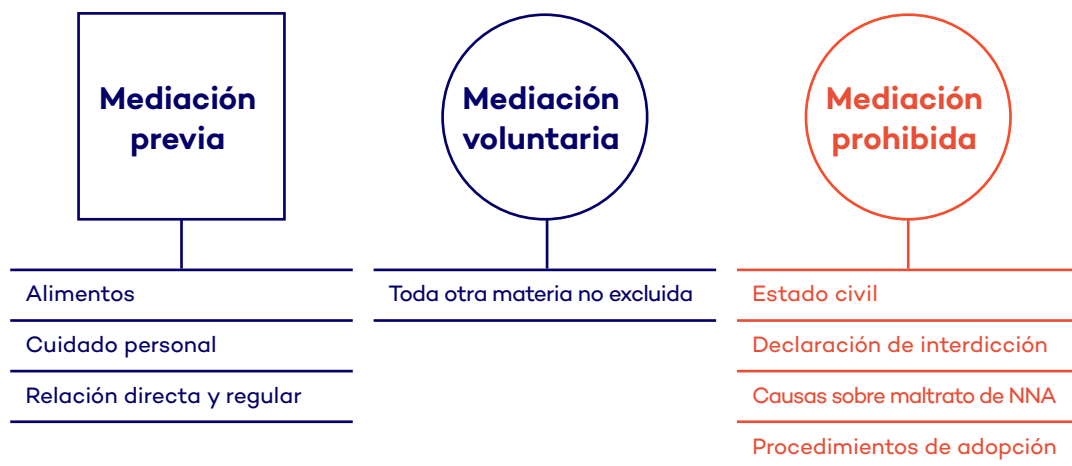 Mediación
previa
Alimentos
Cuidado personal
Relación directa y regular
Mediación
voluntaria
Toda otra materia no excluida
Mediación
prohibida
Estado civil
Declaración de interdicción
Causas sobre maltrato de NNA
Procedimientos de adopción